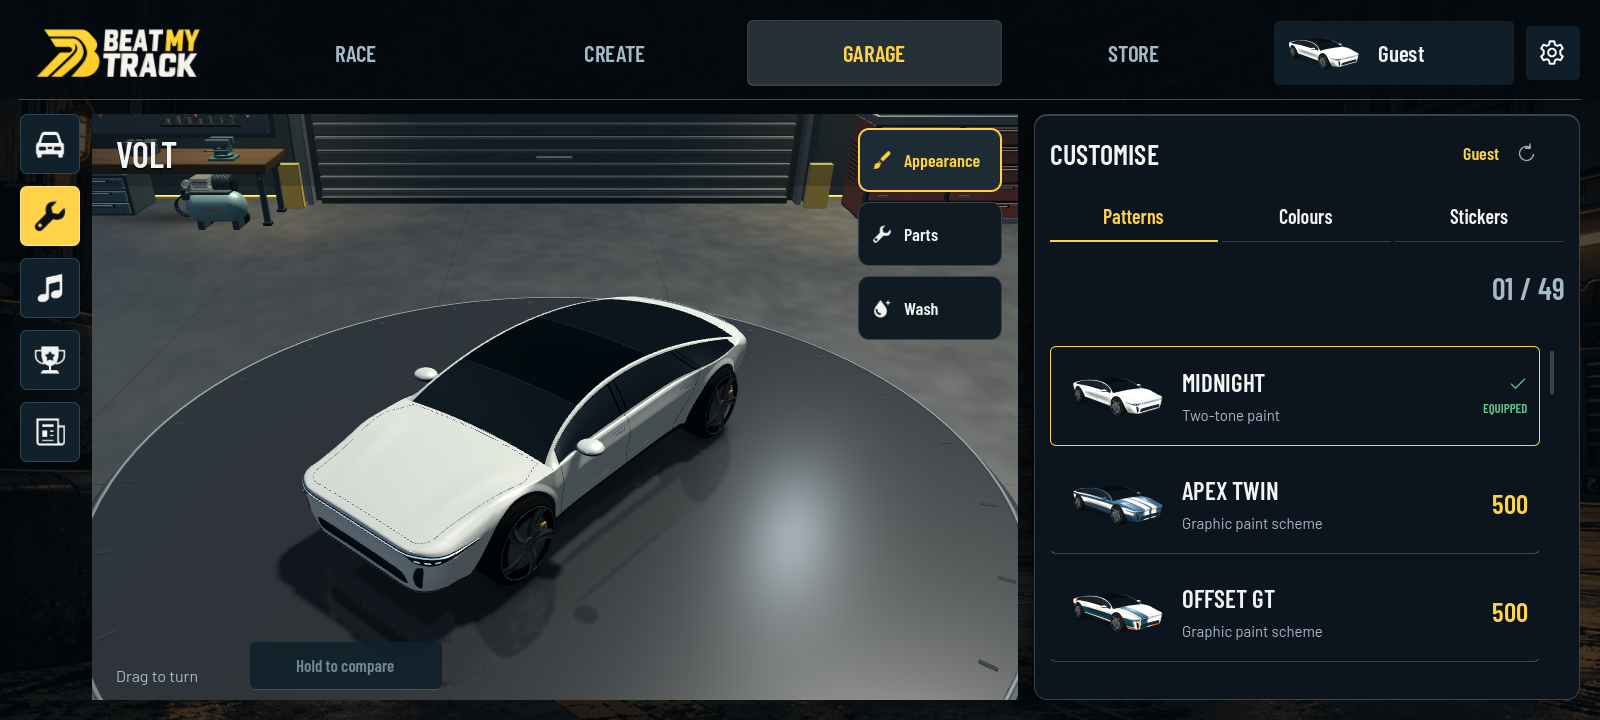 BEATMY
TRACK
RACE
CREATE
GARAGE
STORE
Guest
VOLT
Appearance
Parts
Wash
Drag to turn
Hold to compare
CUSTOMISE
Guest
Patterns
Colours
Stickers
01 / 49
MIDNIGHT
Two-tone paint
EQUIPPED
APEX TWIN
Graphic paint scheme
500
OFFSET GT
Graphic paint scheme
500